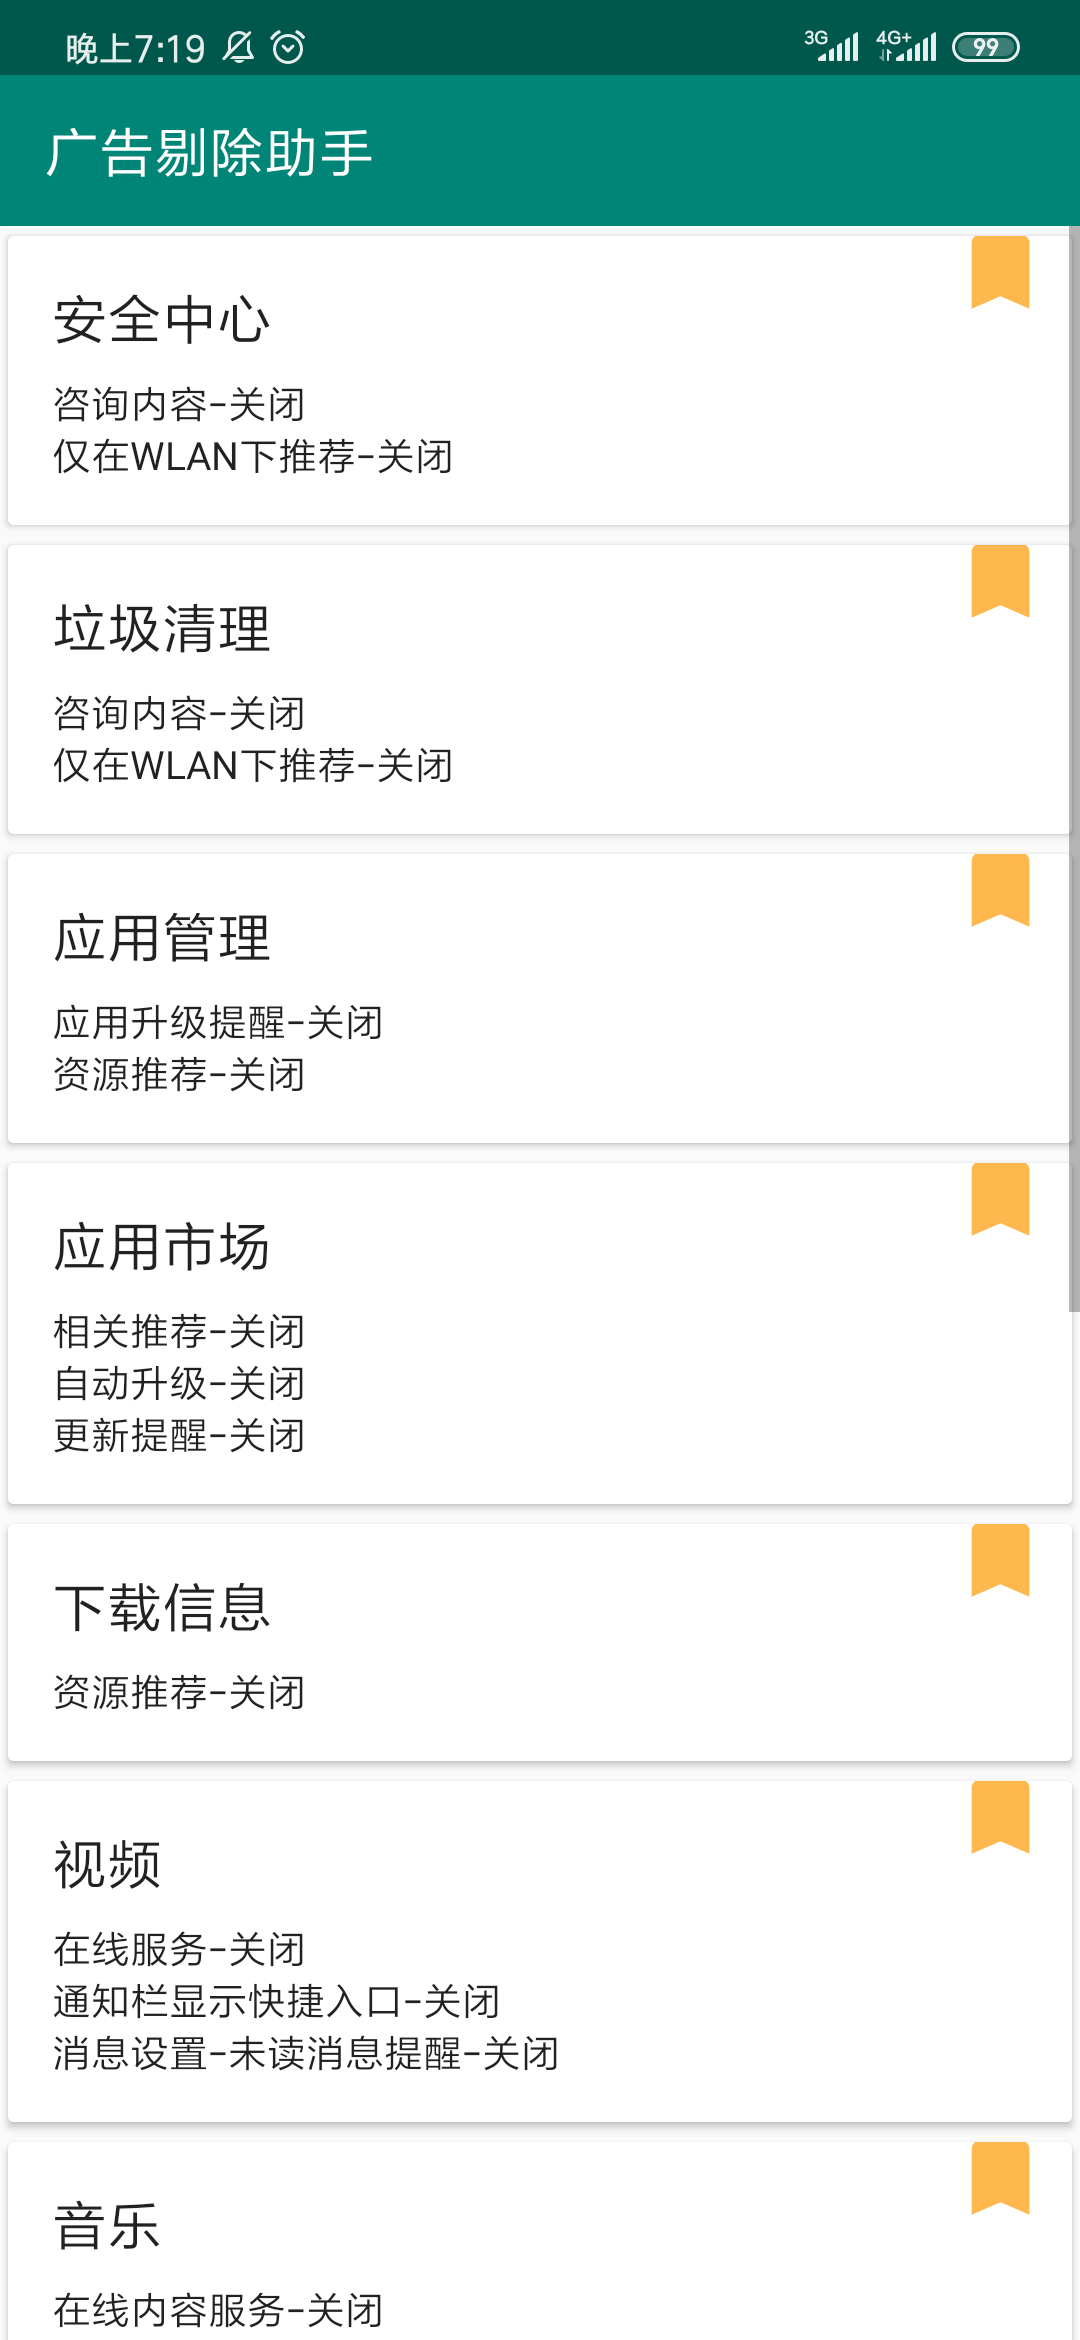 晚上7:19
3G
4G+
99
广告剔除助手
安全中心
咨询内容-关闭
仅在WLAN下推荐-关闭
垃圾清理
咨询内容-关闭
仅在WLAN下推荐-关闭
应用管理
应用升级提醒-关闭
资源推荐-关闭
应用市场
相关推荐-关闭
自动升级-关闭
更新提醒-关闭
下载信息
资源推荐-关闭
视频
在线服务-关闭
通知栏显示快捷入口-关闭
消息设置-未读消息提醒-关闭
音乐
在线内容服务-关闭